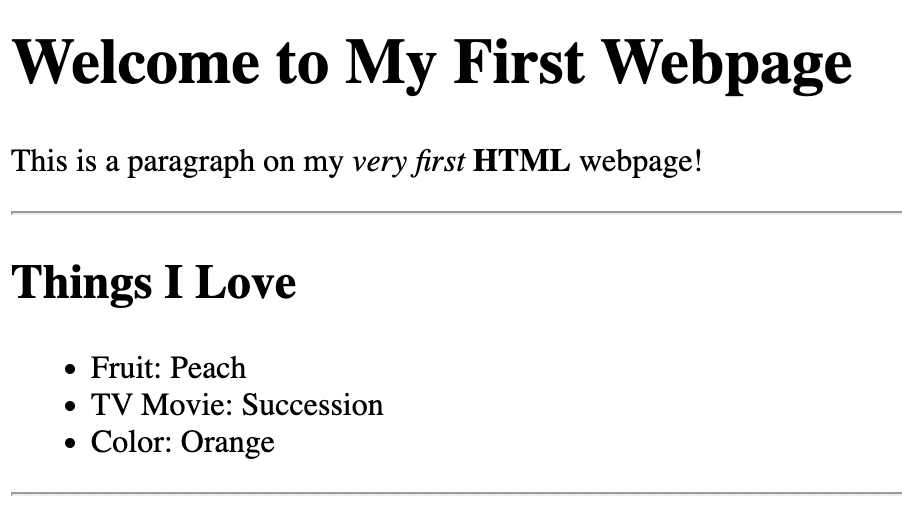 Welcome to My First Webpage
This is a paragraph on my very first HTML webpage!
Things I Love
• Fruit: Peach
• TV Movie: Succession
• Color: Orange